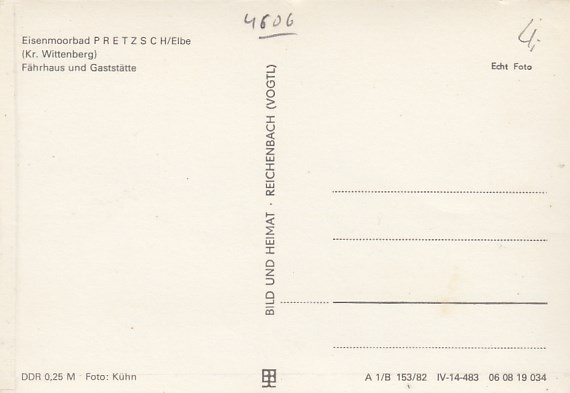 4606
4,-
Eisenmoorbad P R E T Z S C H/Elbe
(Kr. Wittenberg)
Fährhaus und Gaststätte
Echt Foto
BILD UND HEIMAT · REICHENBACH (VOGTL)
DDR 0,25 M · Foto: Kühn
A 1/B 153/82 IV-14-483 06 08 19 034